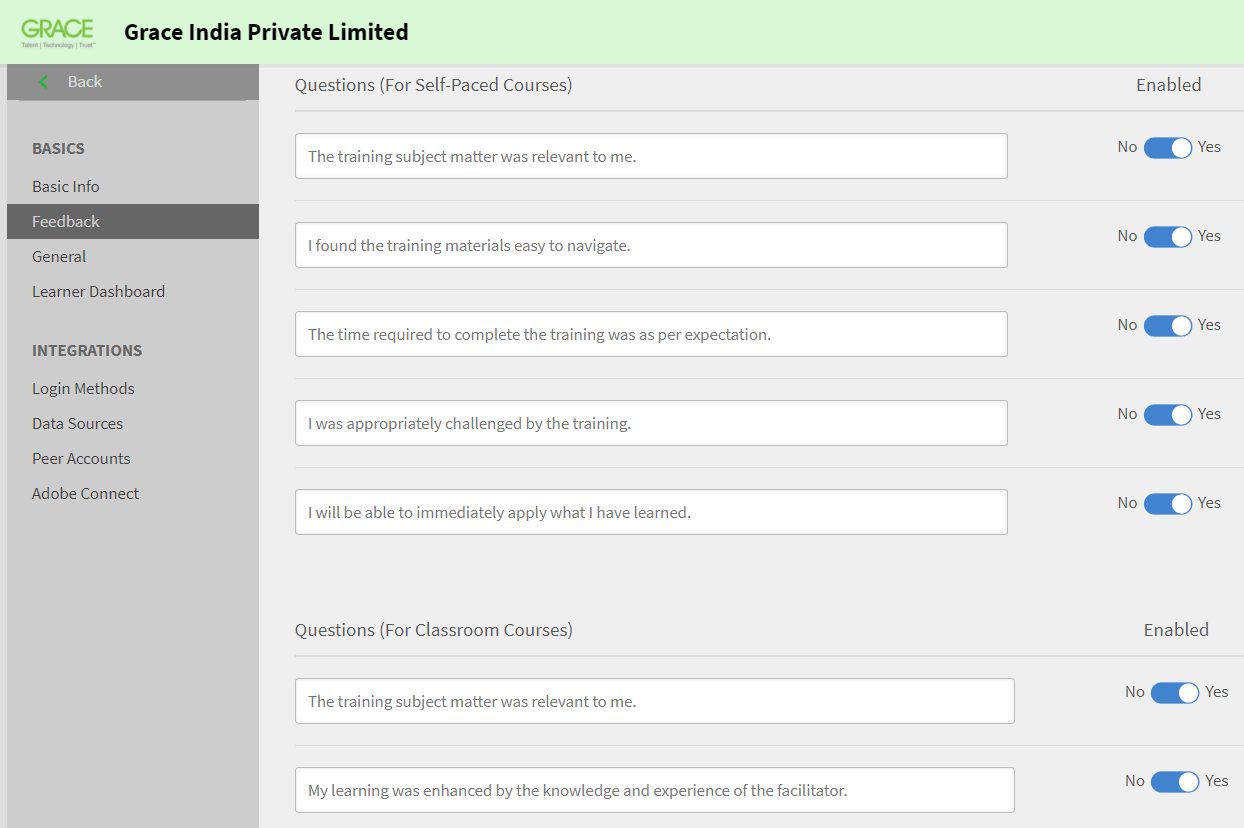 GRACE
Talent | Technology | Trust™
Grace India Private Limited
Back
BASICS
Basic Info
Feedback
General
Learner Dashboard
INTEGRATIONS
Login Methods
Data Sources
Peer Accounts
Adobe Connect
Questions (For Self-Paced Courses) Enabled
The training subject matter was relevant to me. No Yes
I found the training materials easy to navigate. No Yes
The time required to complete the training was as per expectation. No Yes
I was appropriately challenged by the training. No Yes
I will be able to immediately apply what I have learned. No Yes
Questions (For Classroom Courses) Enabled
The training subject matter was relevant to me. No Yes
My learning was enhanced by the knowledge and experience of the facilitator. No Yes